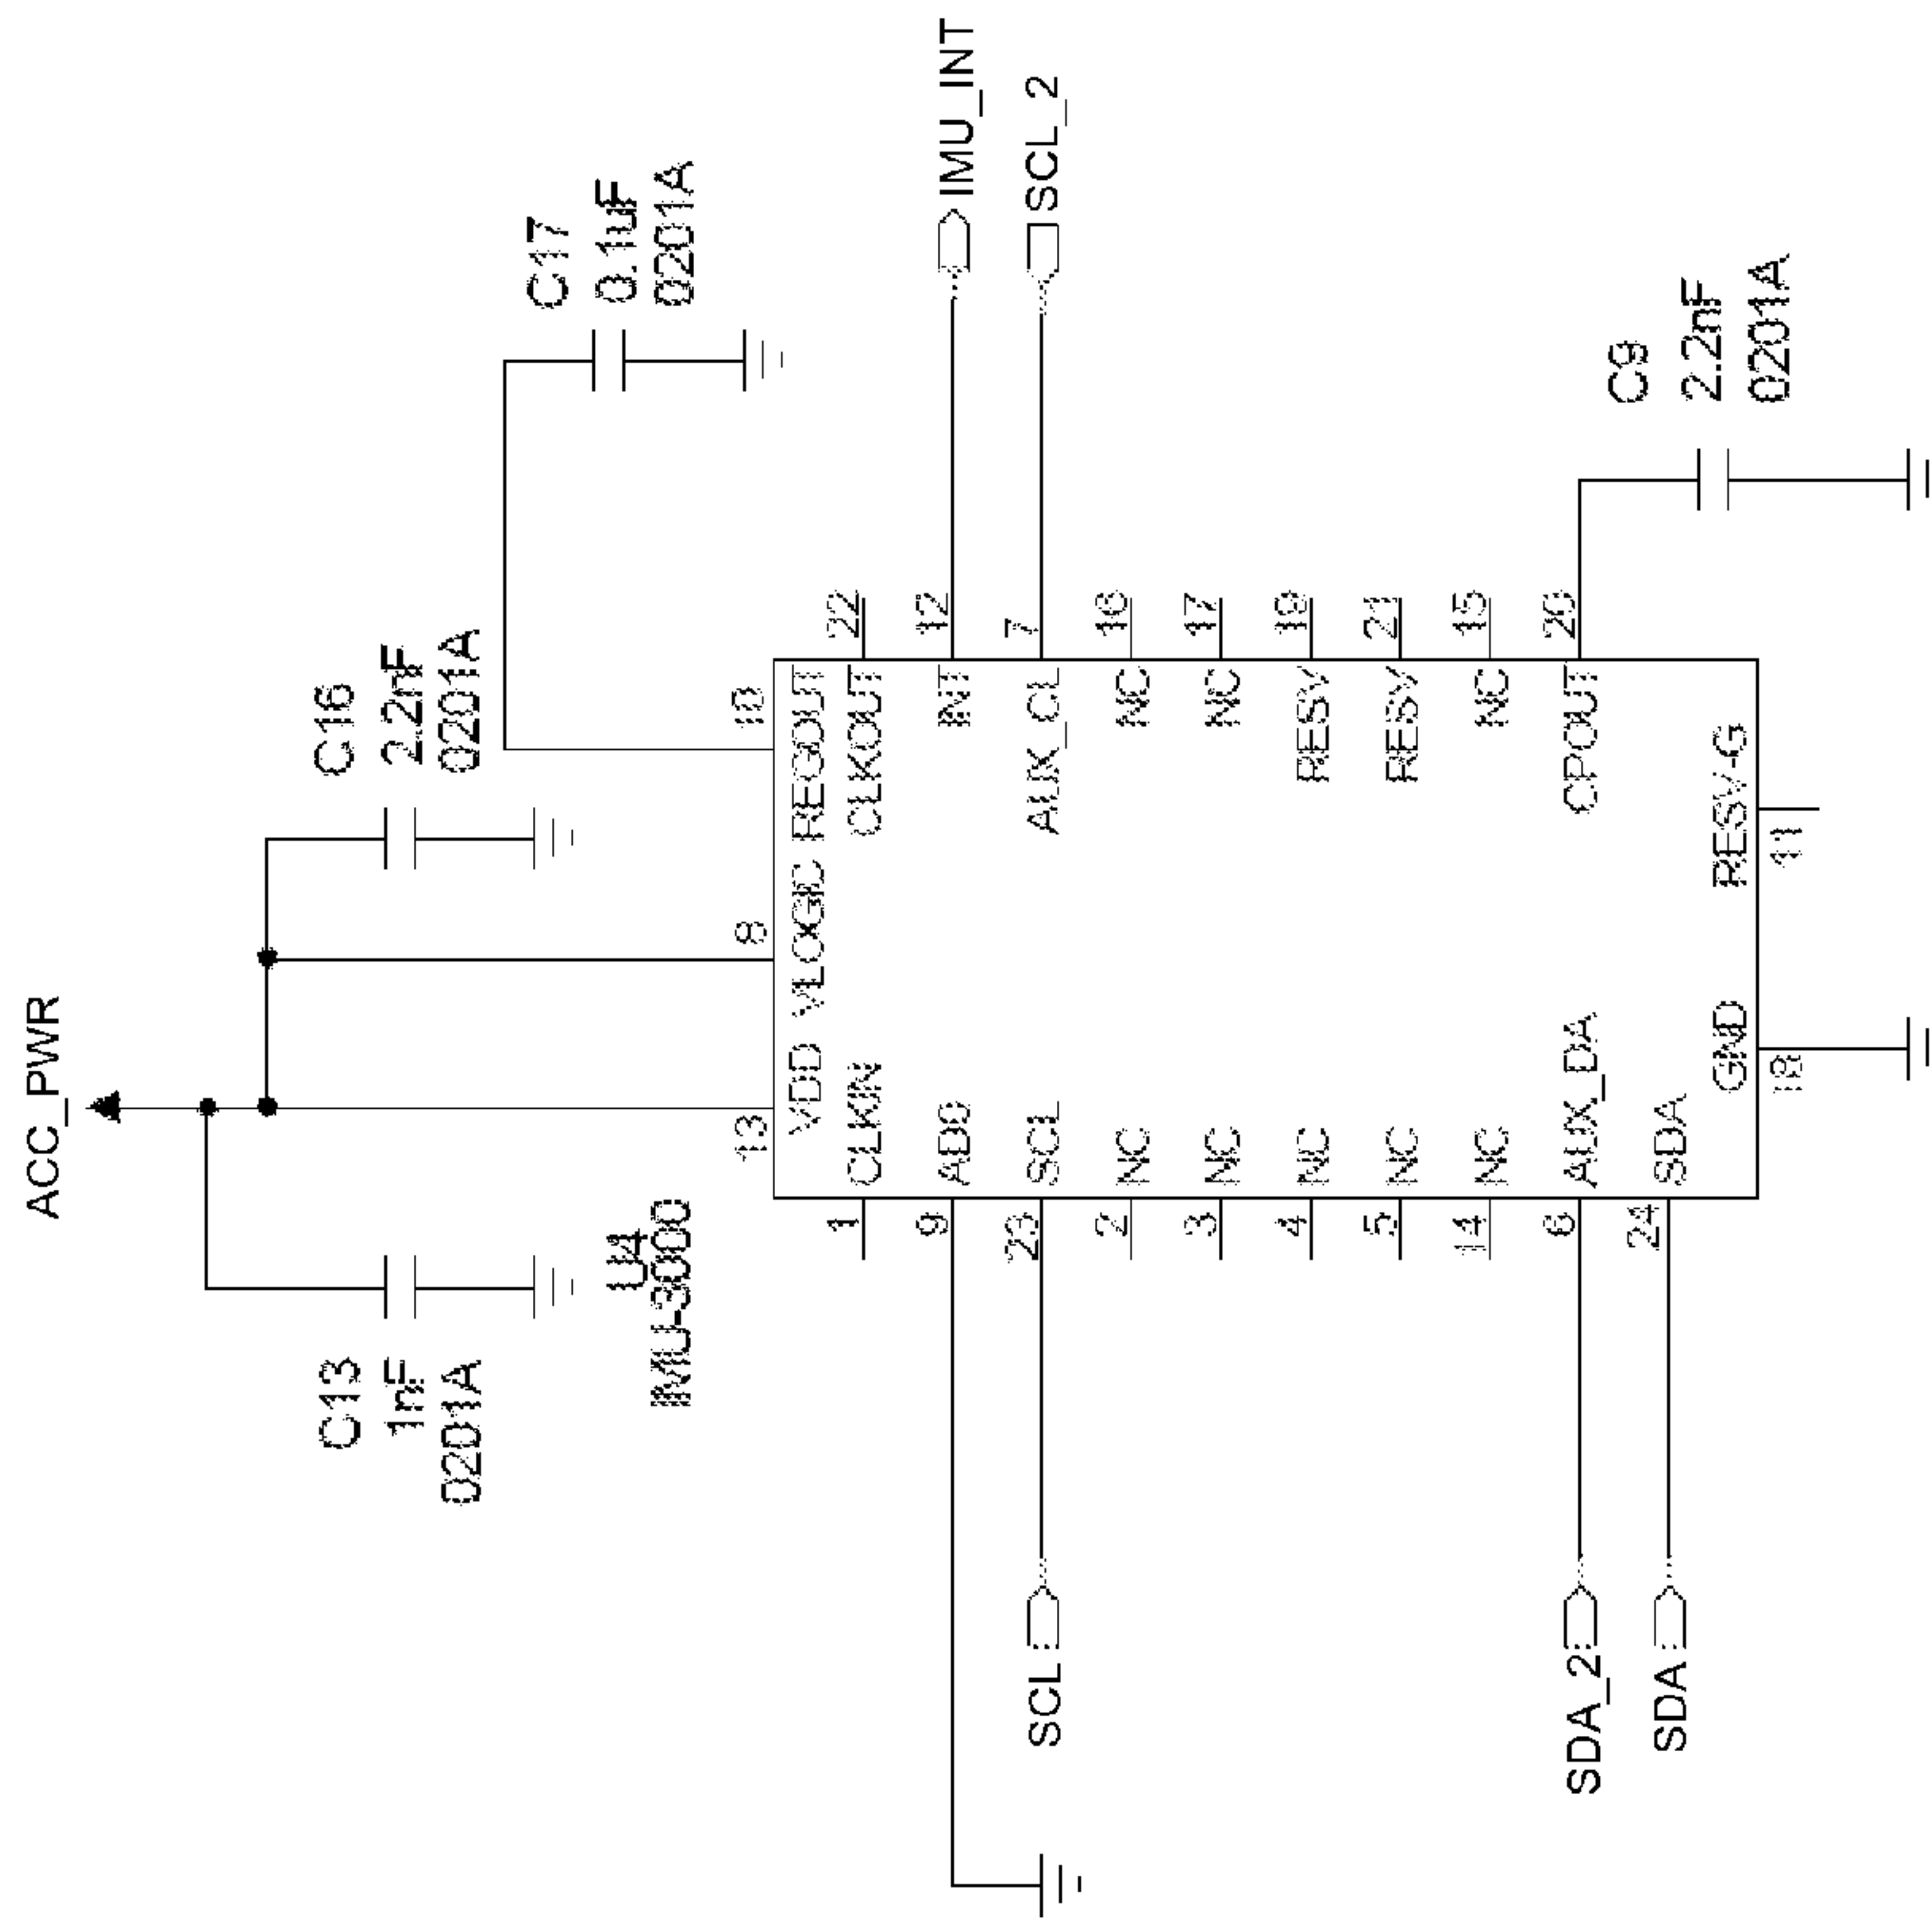 ACC_PWR
C13
1nF
0201A
C16
2.2nF
0201A
C17
0.1uF
0201A
U4
IMU-3000
13
8
10
VDD VLOGIC REGOUT
1
CLKIN
CLKOUT
22
9
AD0
INT
12
IMU_INT
SCL
23
SCL
AUX_CL
7
SCL_2
2
NC
NC
16
3
NC
NC
17
4
NC
RESV
19
5
NC
RESV
21
14
NC
NC
15
SDA_2
6
AUX_DA
CPOUT
20
SDA
24
SDA
GND
RESV-G
18
11
C9
2.2nF
0201A